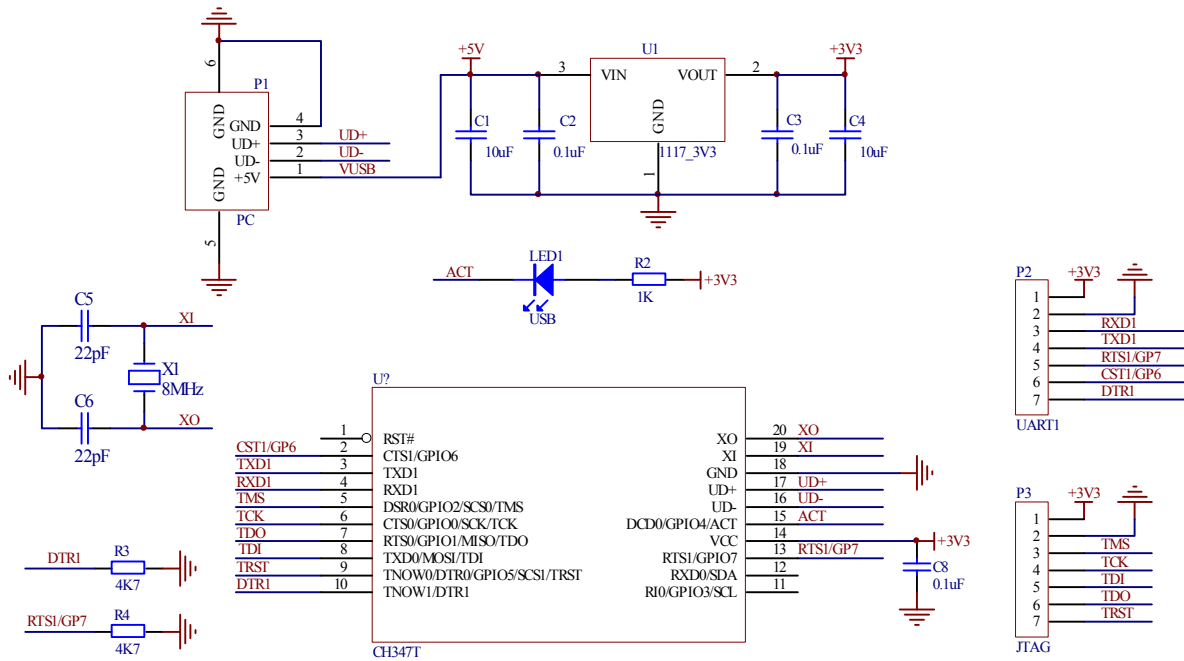 6
P1
GND
GND
4
UD+
3
UD+
UD-
2
UD-
+5V
1
VUSB
GND
PC
5
+5V
U1
+3V3
3
VIN
VOUT
2
GND
1117_3V3
1
C1
10uF
C2
0.1uF
C3
0.1uF
C4
10uF
ACT
LED1
USB
R2
1K
+3V3
C5
22pF
XI
X1
8MHz
C6
22pF
XO
P2
+3V3
1
2
3
RXD1
4
TXD1
5
RTS1/GP7
6
CST1/GP6
7
DTR1
UART1
U?
1
RST#
CST1/GP6
2
CTS1/GPIO6
TXD1
3
TXD1
RXD1
4
RXD1
TMS
5
DSR0/GPIO2/SCS0/TMS
TCK
6
CTS0/GPIO0/SCK/TCK
TDO
7
RTS0/GPIO1/MISO/TDO
TDI
8
TXD0/MOSI/TDI
TRST
9
TNOW0/DTR0/GPIO5/SCS1/TRST
DTR1
10
TNOW1/DTR1
XO
20
XO
XI
19
XI
GND
18
UD+
17
UD+
UD-
16
UD-
DCD0/GPIO4/ACT
15
ACT
VCC
14
+3V3
RTS1/GPIO7
13
RTS1/GP7
RXD0/SDA
12
RI0/GPIO3/SCL
11
CH347T
C8
0.1uF
DTR1
R3
4K7
RTS1/GP7
R4
4K7
P3
+3V3
1
2
3
TMS
4
TCK
5
TDI
6
TDO
7
TRST
JTAG